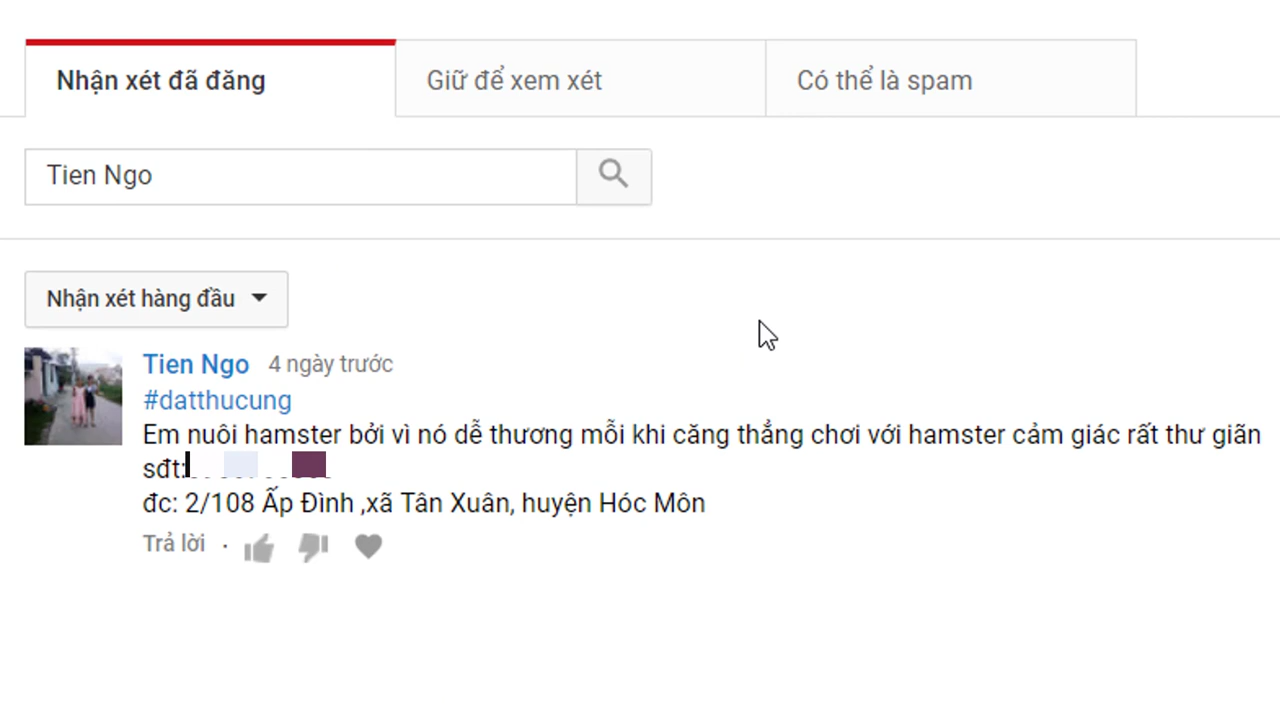 Nhận xét đã đăng
Giữ để xem xét
Có thể là spam
Tien Ngo
Nhận xét hàng đầu
Tien Ngo 4 ngày trước
#datthucung
Em nuôi hamster bởi vì nó dễ thương mỗi khi căng thẳng chơi với hamster cảm giác rất thư giãn
sđt:
đc: 2/108 Ấp Đình ,xã Tân Xuân, huyện Hóc Môn
Trả lời ·